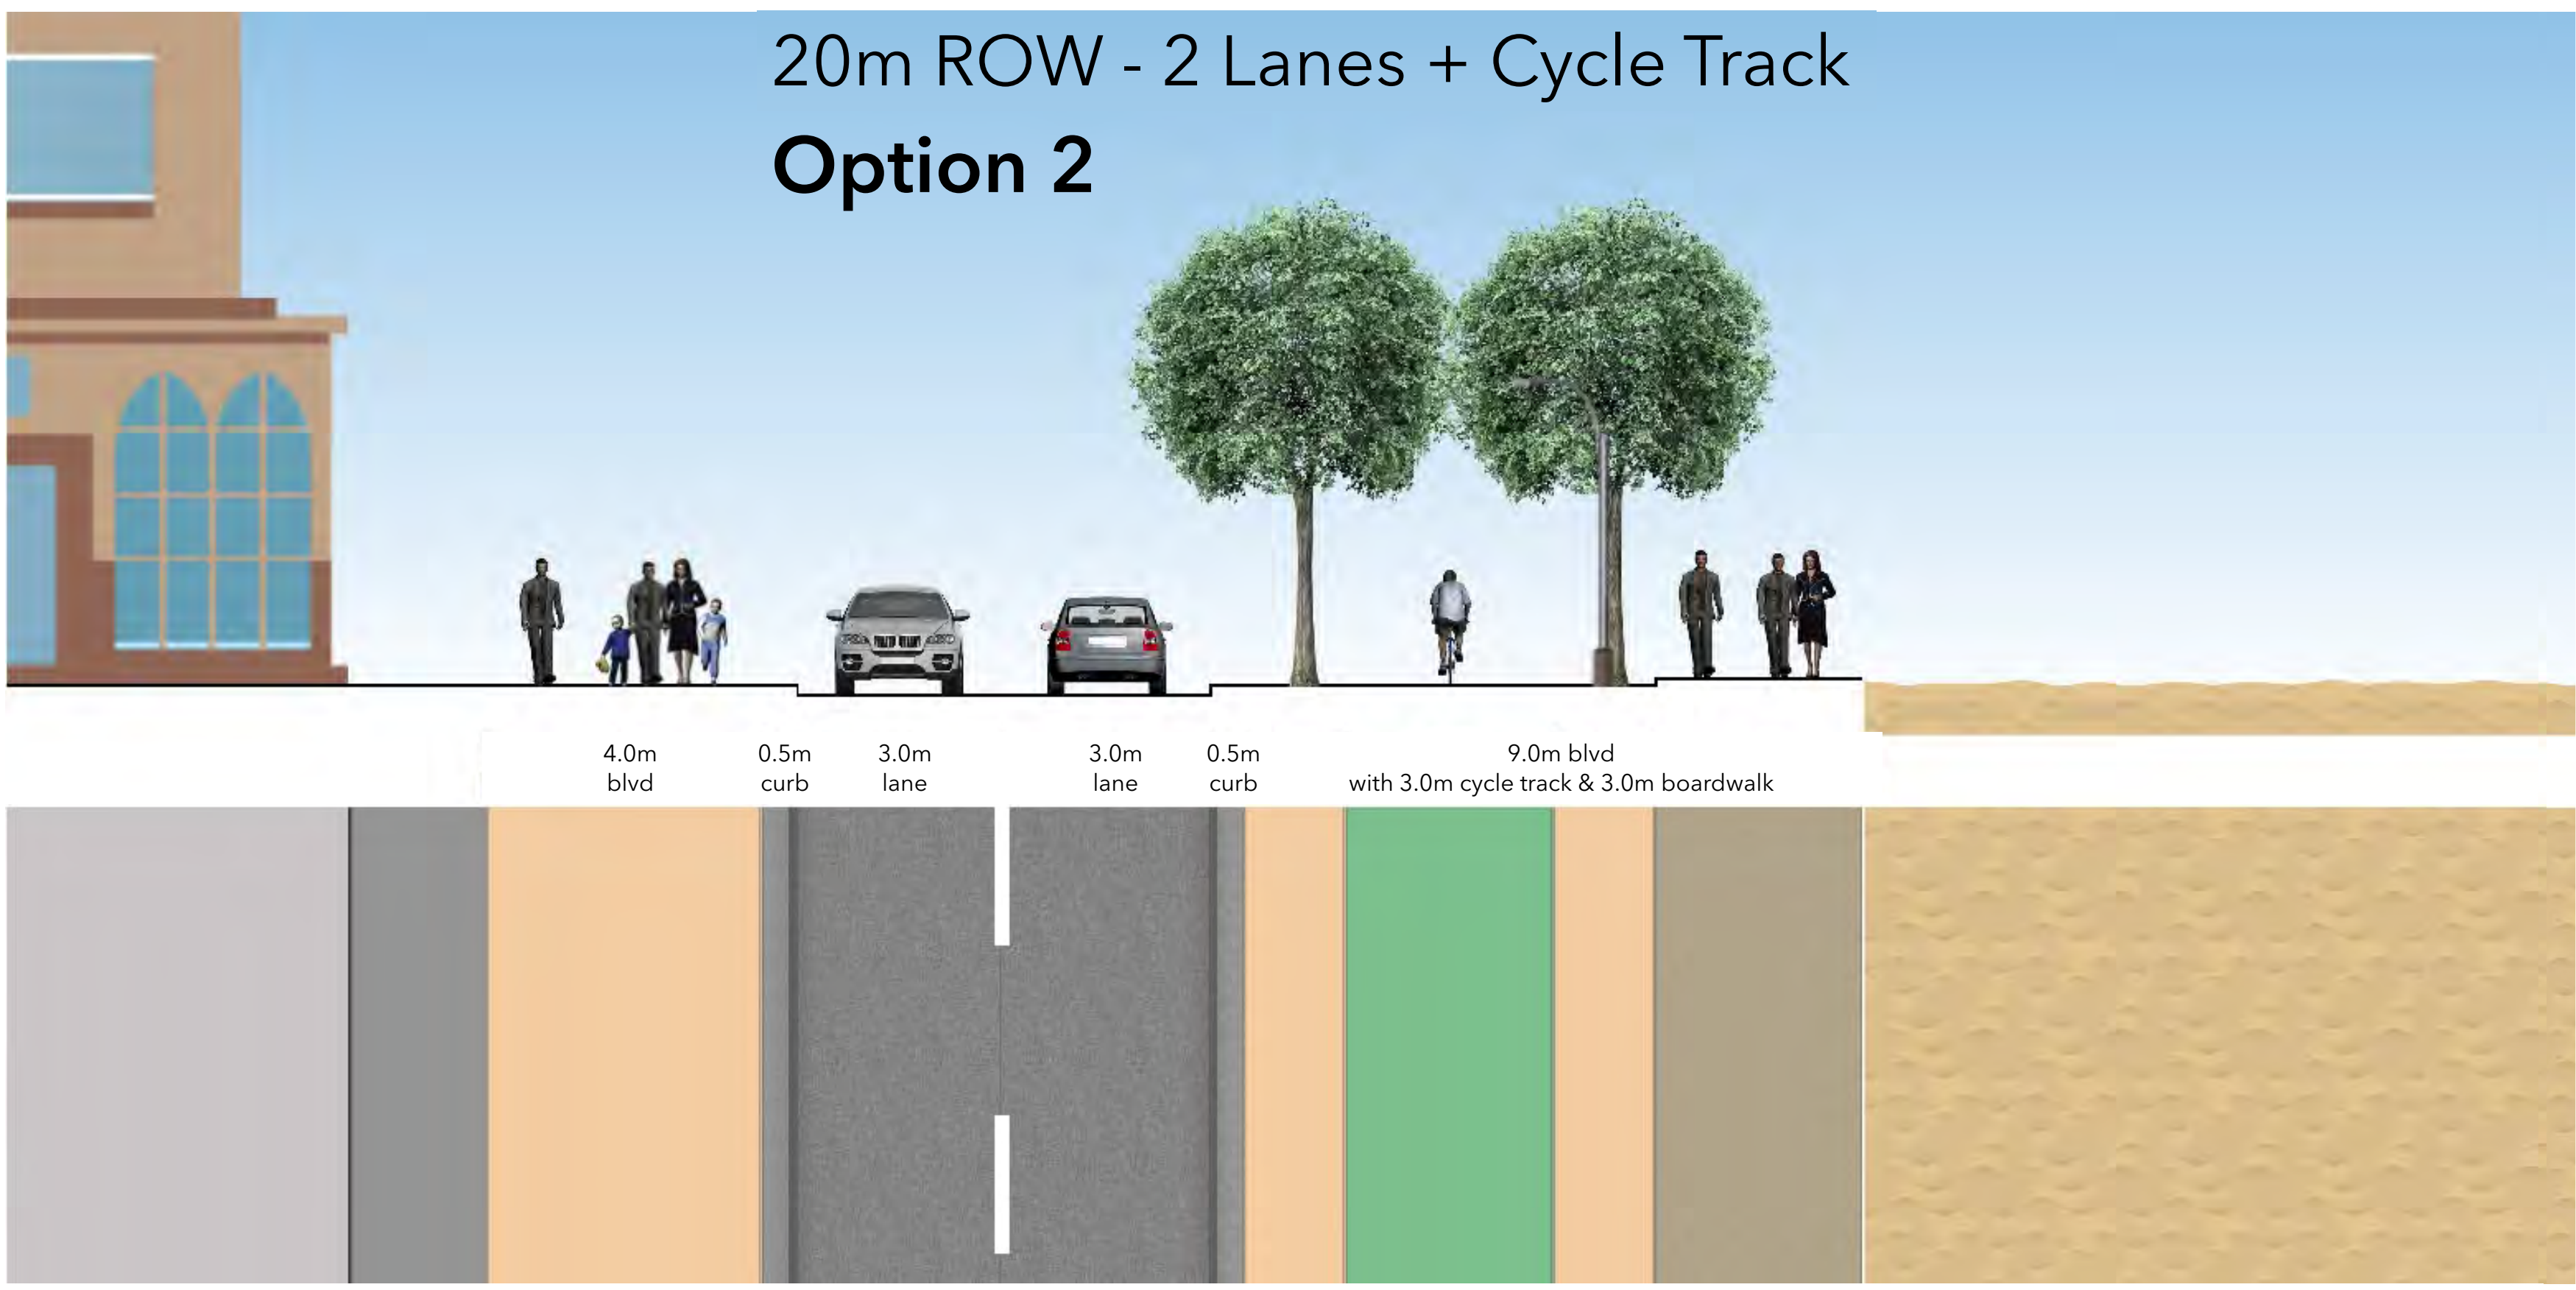 20m ROW - 2 Lanes + Cycle Track
Option 2
4.0m
blvd
0.5m
curb
3.0m
lane
3.0m
lane
0.5m
curb
9.0m blvd
with 3.0m cycle track & 3.0m boardwalk